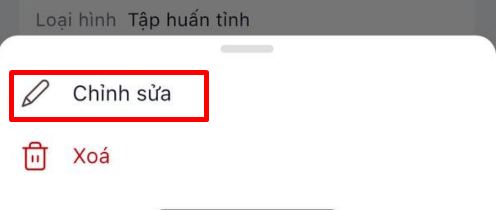 Loại hình Tập huấn tỉnh
Chỉnh sửa
Xoá